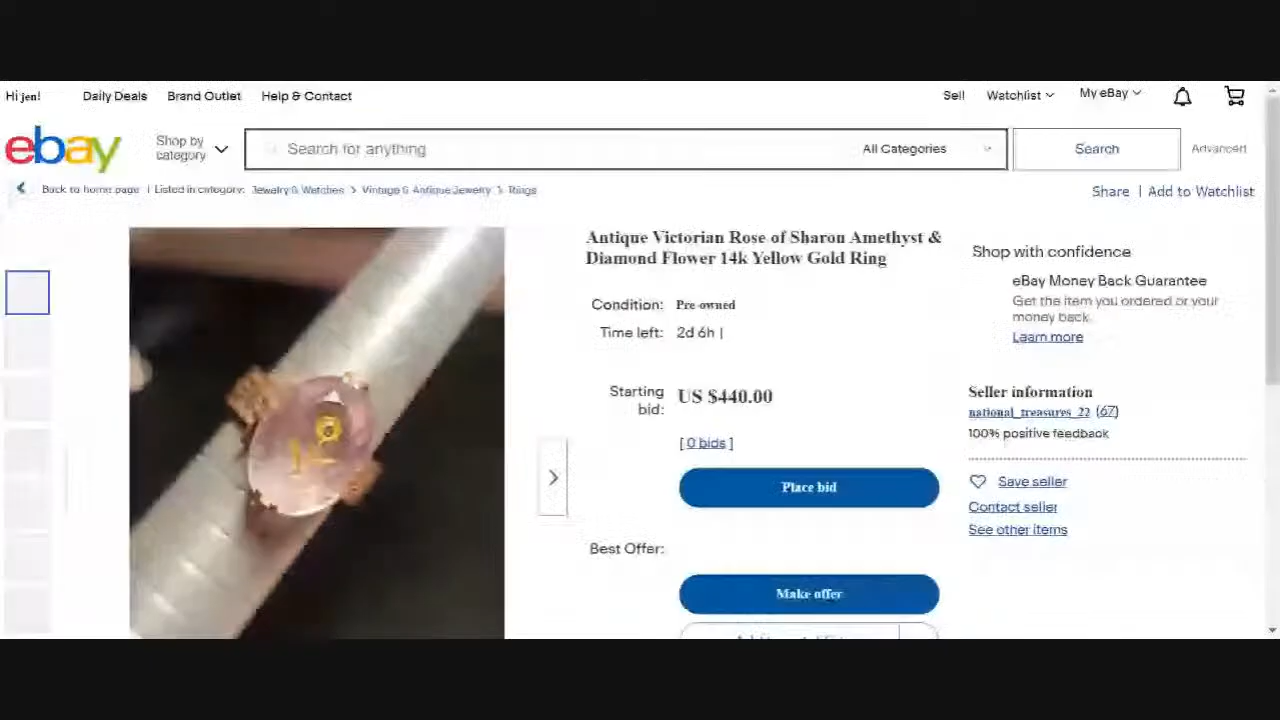 Hi jen!
Daily Deals
Brand Outlet
Help & Contact
Sell
Watchlist
My eBay
ebay
Shop by
category
Search for anything
All Categories
Search
Advanced
Back to home page | Listed in category: Jewelry & Watches > Vintage & Antique Jewelry > Rings
Share | Add to Watchlist
Antique Victorian Rose of Sharon Amethyst &
Diamond Flower 14k Yellow Gold Ring
Condition: Pre-owned
Time left: 2d 6h |
Starting
bid:
US $440.00
[ 0 bids ]
Place bid
Best Offer:
Make offer
Shop with confidence
eBay Money Back Guarantee
Get the item you ordered or your
money back.
Learn more
Seller information
national_treasures_22 (67)
100% positive feedback
Save seller
Contact seller
See other items